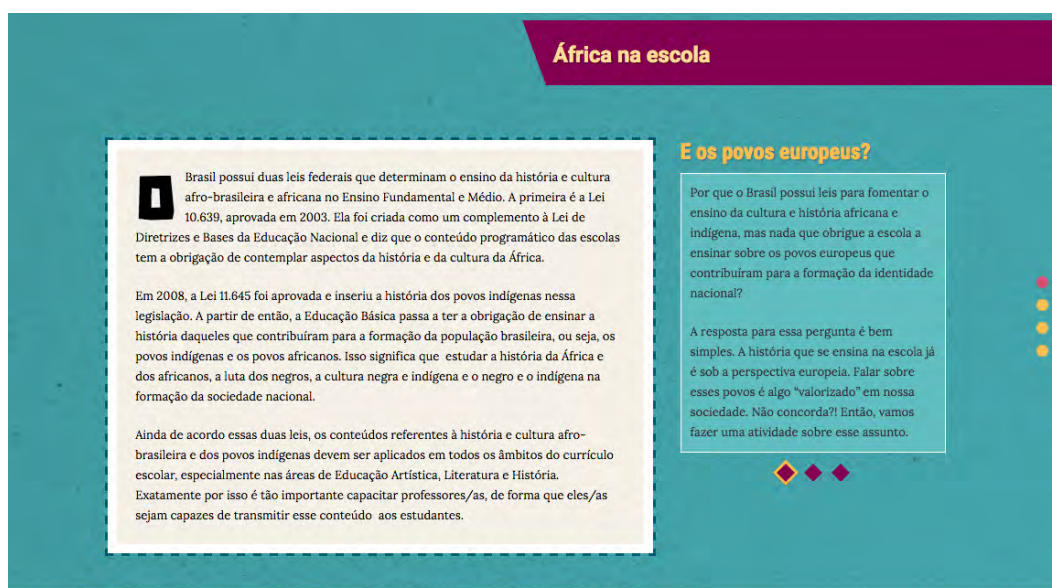 África na escola
O Brasil possui duas leis federais que determinam o ensino da história e cultura
afro-brasileira e africana no Ensino Fundamental e Médio. A primeira é a Lei
10.639, aprovada em 2003. Ela foi criada como um complemento à Lei de
Diretrizes e Bases da Educação Nacional e diz que o conteúdo programático das escolas
tem a obrigação de contemplar aspectos da história e da cultura da África.
Em 2008, a Lei 11.645 foi aprovada e inseriu a história dos povos indígenas nessa
legislação. A partir de então, a Educação Básica passa a ter a obrigação de ensinar a
história daqueles que contribuíram para a formação da população brasileira, ou seja, os
povos indígenas e os povos africanos. Isso significa que estudar a história da África e
dos africanos, a luta dos negros, a cultura negra e indígena e o negro e o indígena na
formação da sociedade nacional.
Ainda de acordo essas duas leis, os conteúdos referentes à história e cultura afro-
brasileira e dos povos indígenas devem ser aplicados em todos os âmbitos do currículo
escolar, especialmente nas áreas de Educação Artística, Literatura e História.
Exatamente por isso é tão importante capacitar professores/as, de forma que eles/as
sejam capazes de transmitir esse conteúdo aos estudantes.
E os povos europeus?
Por que o Brasil possui leis para fomentar o
ensino da cultura e história africana e
indígena, mas nada que obrigue a escola a
ensinar sobre os povos europeus que
contribuíram para a formação da identidade
nacional?
A resposta para essa pergunta é bem
simples. A história que se ensina na escola já
é sob a perspectiva europeia. Falar sobre
esses povos é algo “valorizado” em nossa
sociedade. Não concorda?! Então, vamos
fazer uma atividade sobre esse assunto.